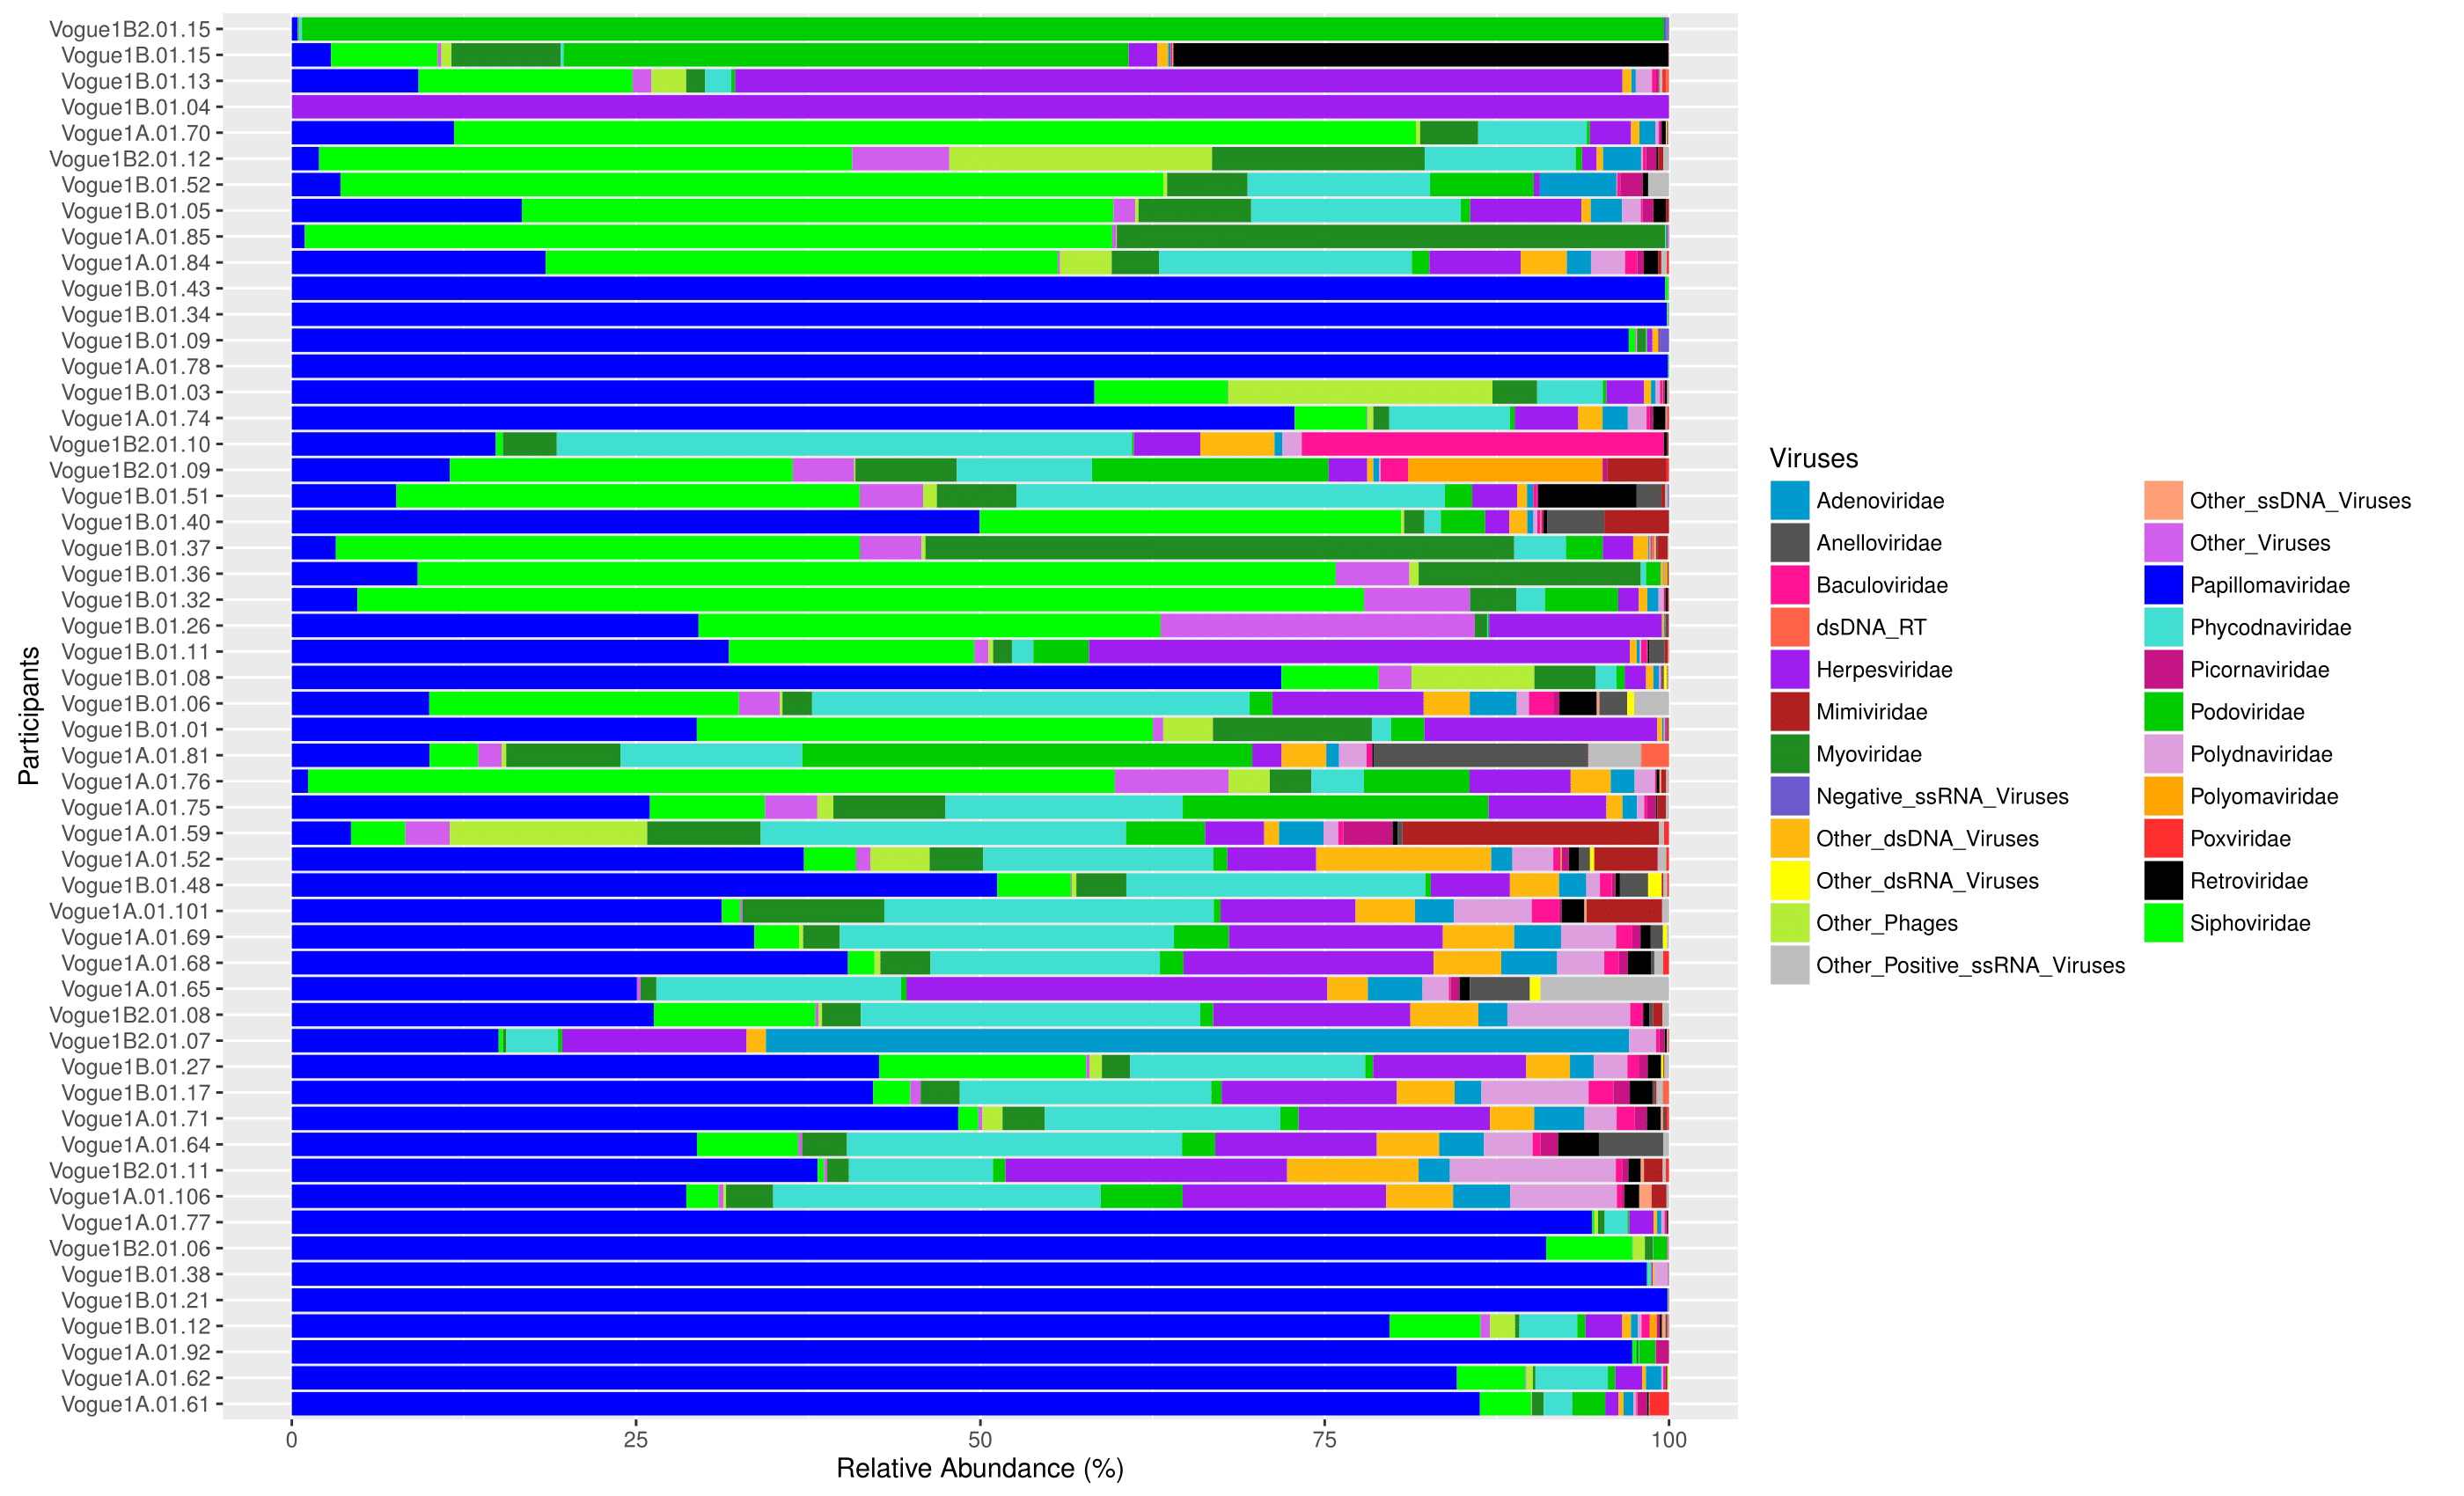 Vogue1B2.01.15
Vogue1B.01.15
Vogue1B.01.13
Vogue1B.01.04
Vogue1A.01.70
Vogue1B2.01.12
Vogue1B.01.52
Vogue1B.01.05
Vogue1A.01.85
Vogue1A.01.84
Vogue1B.01.43
Vogue1B.01.34
Vogue1B.01.09
Vogue1A.01.78
Vogue1B.01.03
Vogue1A.01.74
Vogue1B2.01.10
Vogue1B2.01.09
Vogue1B.01.51
Vogue1B.01.40
Vogue1B.01.37
Vogue1B.01.36
Vogue1B.01.32
Vogue1B.01.26
Vogue1B.01.11
Vogue1B.01.08
Vogue1B.01.06
Vogue1B.01.01
Vogue1A.01.81
Vogue1A.01.76
Vogue1A.01.75
Vogue1A.01.59
Vogue1A.01.52
Vogue1B.01.48
Vogue1A.01.101
Vogue1A.01.69
Vogue1A.01.68
Vogue1A.01.65
Vogue1B2.01.08
Vogue1B2.01.07
Vogue1B.01.27
Vogue1B.01.17
Vogue1A.01.71
Vogue1A.01.64
Vogue1B2.01.11
Vogue1A.01.106
Vogue1A.01.77
Vogue1B2.01.06
Vogue1B.01.38
Vogue1B.01.21
Vogue1B.01.12
Vogue1A.01.92
Vogue1A.01.62
Vogue1A.01.61
Participants
0 25 50 75 100
Relative Abundance (%)
Viruses
Adenoviridae
Anelloviridae
Baculoviridae
dsDNA_RT
Herpesviridae
Mimiviridae
Myoviridae
Negative_ssRNA_Viruses
Other_dsDNA_Viruses
Other_dsRNA_Viruses
Other_Phages
Other_Positive_ssRNA_Viruses
Other_ssDNA_Viruses
Other_Viruses
Papillomaviridae
Phycodnaviridae
Picornaviridae
Podoviridae
Polydnaviridae
Polyomaviridae
Poxviridae
Retroviridae
Siphoviridae